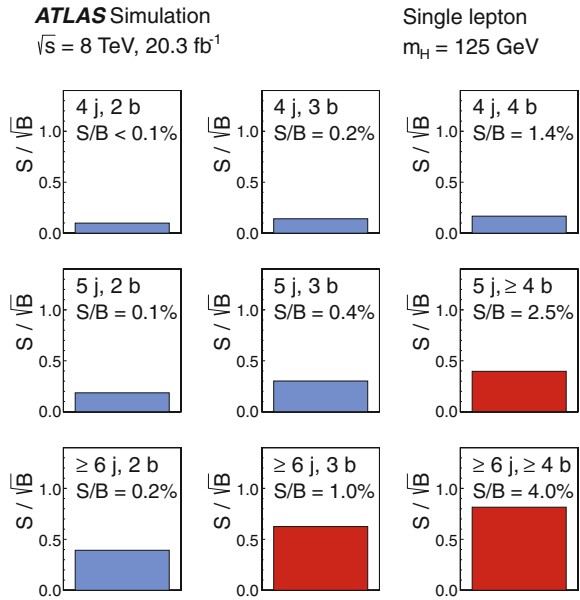 ATLAS Simulation
√s = 8 TeV, 20.3 fb⁻¹
Single lepton
m_H = 125 GeV
4 j, 2 b
S/B < 0.1%
S / √B
1.0
0.5
0.0
4 j, 3 b
S/B = 0.2%
S / √B
1.0
0.5
0.0
4 j, 4 b
S/B = 1.4%
S / √B
1.0
0.5
0.0
5 j, 2 b
S/B = 0.1%
S / √B
1.0
0.5
0.0
5 j, 3 b
S/B = 0.4%
S / √B
1.0
0.5
0.0
5 j, ≥ 4 b
S/B = 2.5%
S / √B
1.0
0.5
0.0
≥ 6 j, 2 b
S/B = 0.2%
S / √B
1.0
0.5
0.0
≥ 6 j, 3 b
S/B = 1.0%
S / √B
1.0
0.5
0.0
≥ 6 j, ≥ 4 b
S/B = 4.0%
S / √B
1.0
0.5
0.0